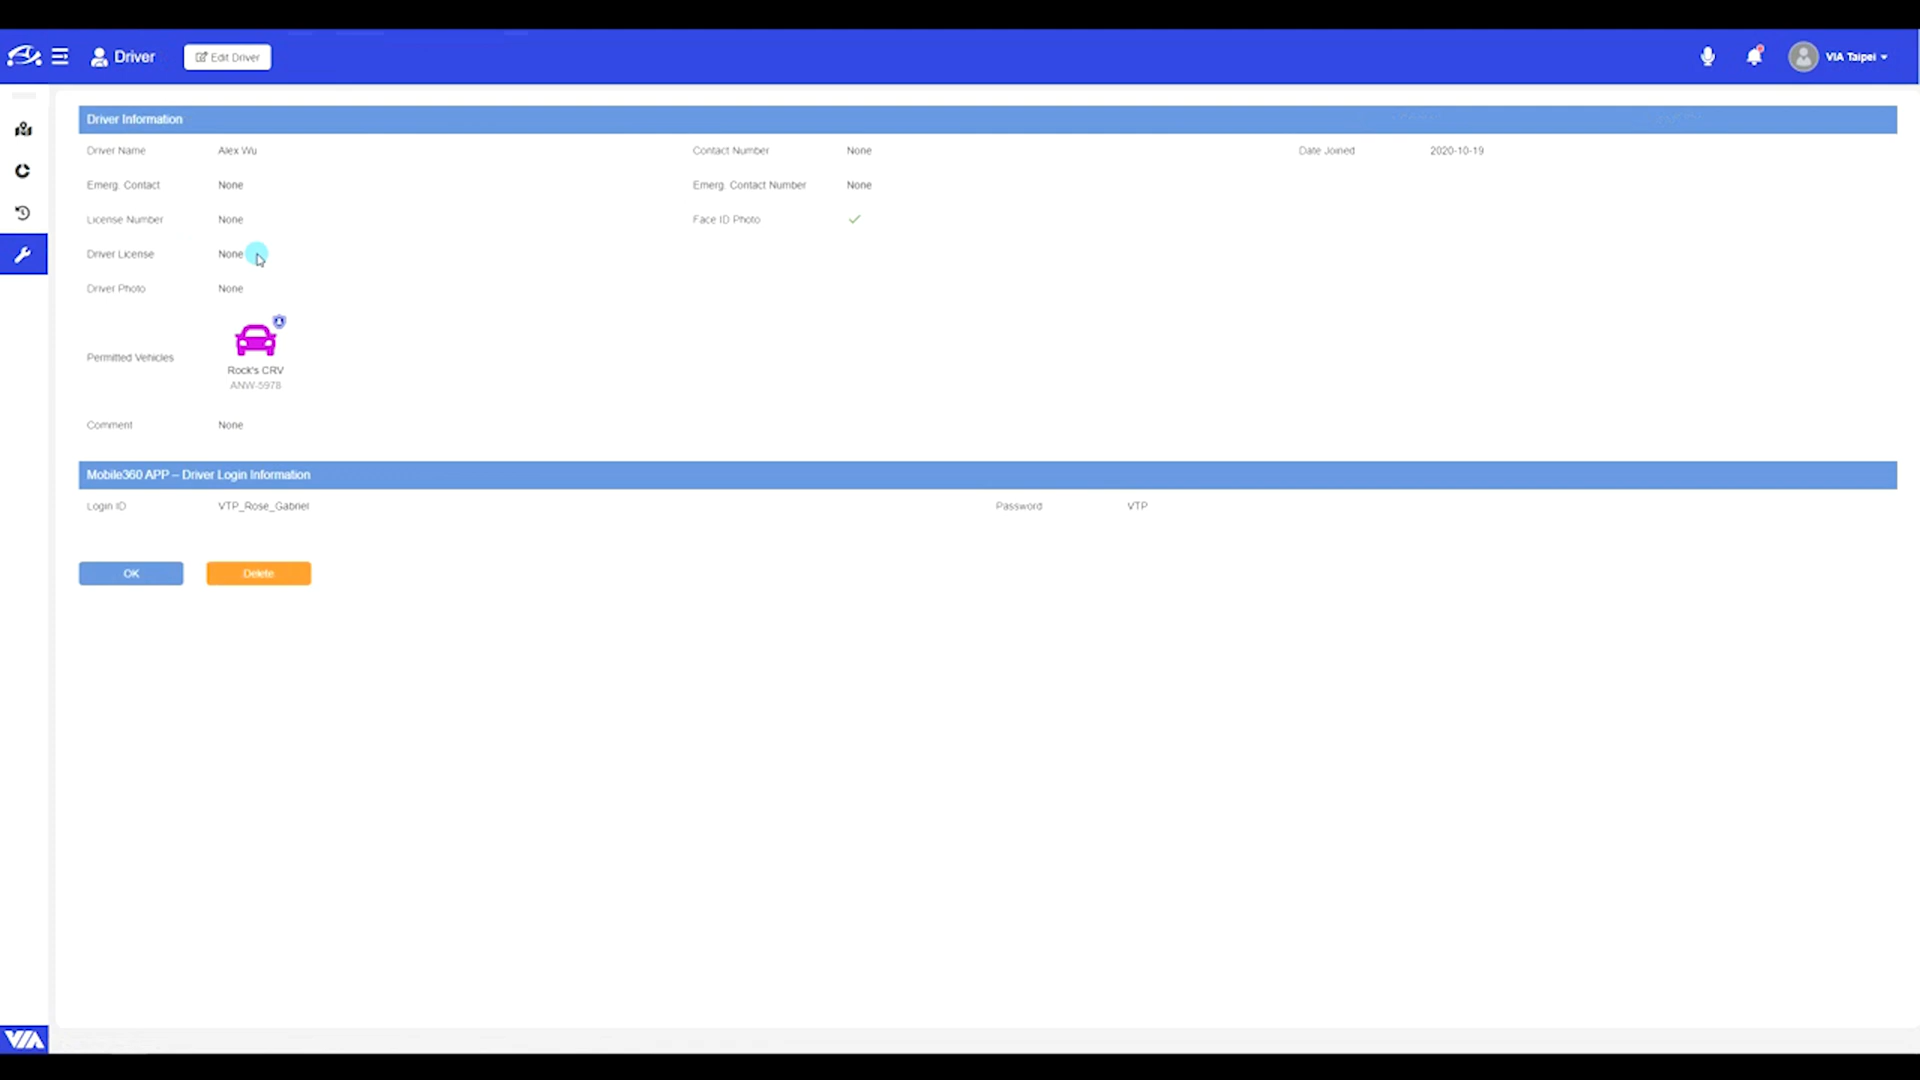 Driver Edit Driver VIA Taipei
Driver Information
Driver Name Alex Wu Contact Number None Date Joined 2020-10-19
Emerg. Contact None Emerg. Contact Number None
License Number None Face ID Photo
Driver License None
Driver Photo None
Permitted Vehicles
Rock's CRV
ANW-5978
Comment None
Mobile360 APP – Driver Login Information
Login ID VTP_Rose_Gabriel Password VTP
OK Delete
VIA